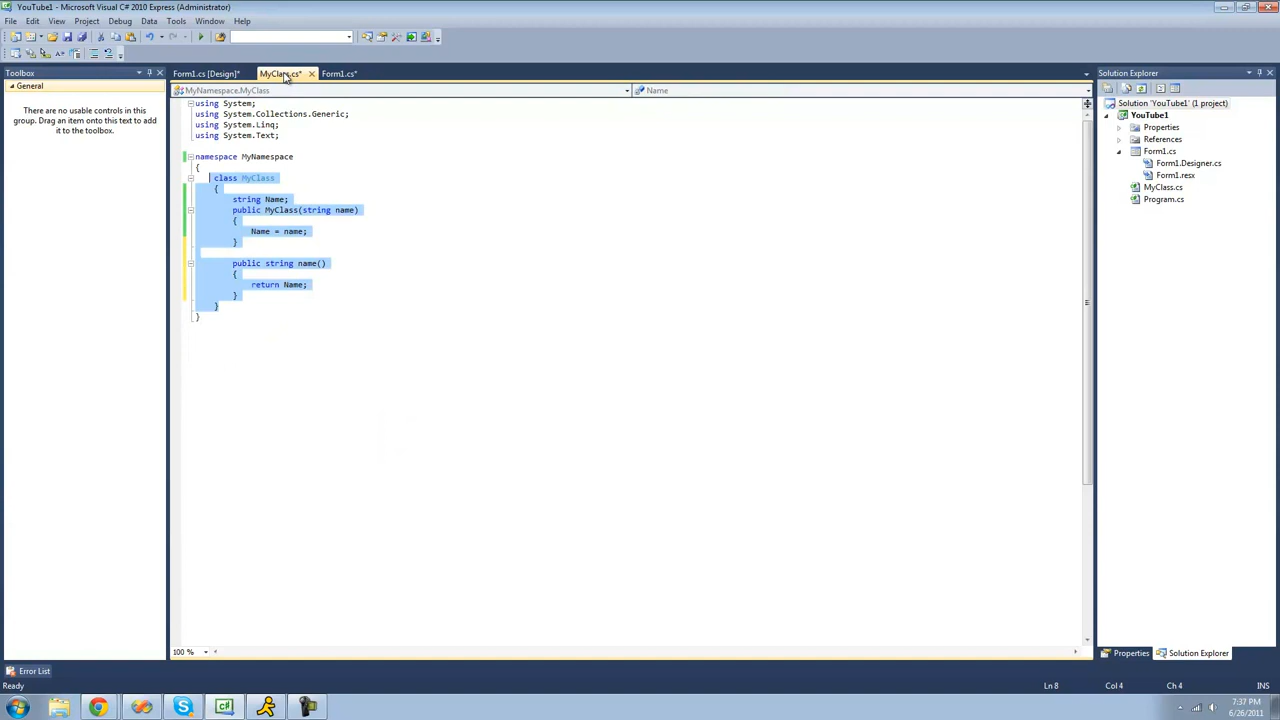 YouTube1 - Microsoft Visual C# 2010 Express (Administrator)
File Edit View Project Debug Data Tools Window Help
Toolbox
General
There are no usable controls in this
group. Drag an item onto this text to add
it to the toolbox.
Form1.cs [Design]* MyClass.cs* Form1.cs*
MyNamespace.MyClass Name
using System;
using System.Collections.Generic;
using System.Linq;
using System.Text;
namespace MyNamespace
{
class MyClass
{
string Name;
public MyClass(string name)
{
Name = name;
}
public string name()
{
return Name;
}
}
}
100 %
Solution Explorer
Solution 'YouTube1' (1 project)
YouTube1
Properties
References
Form1.cs
Form1.Designer.cs
Form1.resx
MyClass.cs
Program.cs
Properties Solution Explorer
Error List
Ready Ln 8 Col 4 Ch 4 INS
7:37 PM
6/26/2011